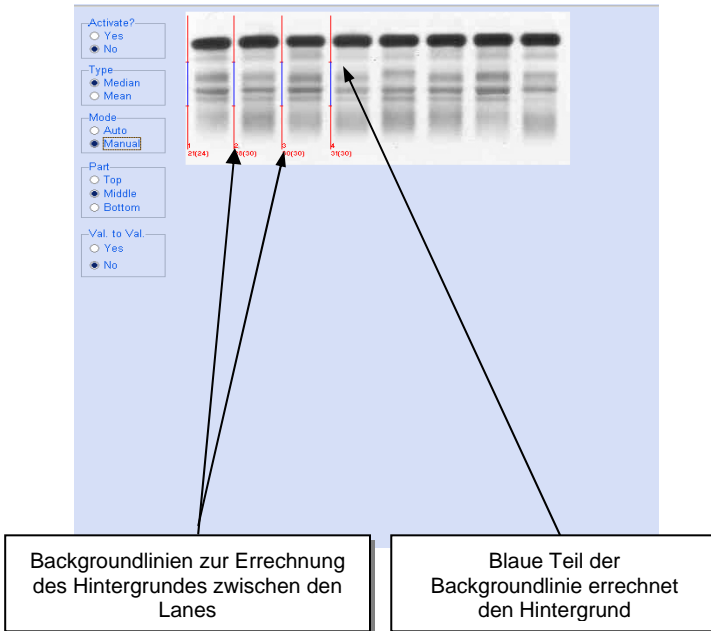 Activate?
Yes
No
Type
Median
Mean
Mode
Auto
Manual
Part
Top
Middle
Bottom
Val. to Val.
Yes
No
1 2 3 4
21(24) (30) (30) 31(30)
Backgroundlinien zur Errechnung
des Hintergrundes zwischen den
Lanes
Blaue Teil der
Backgroundlinie errechnet
den Hintergrund